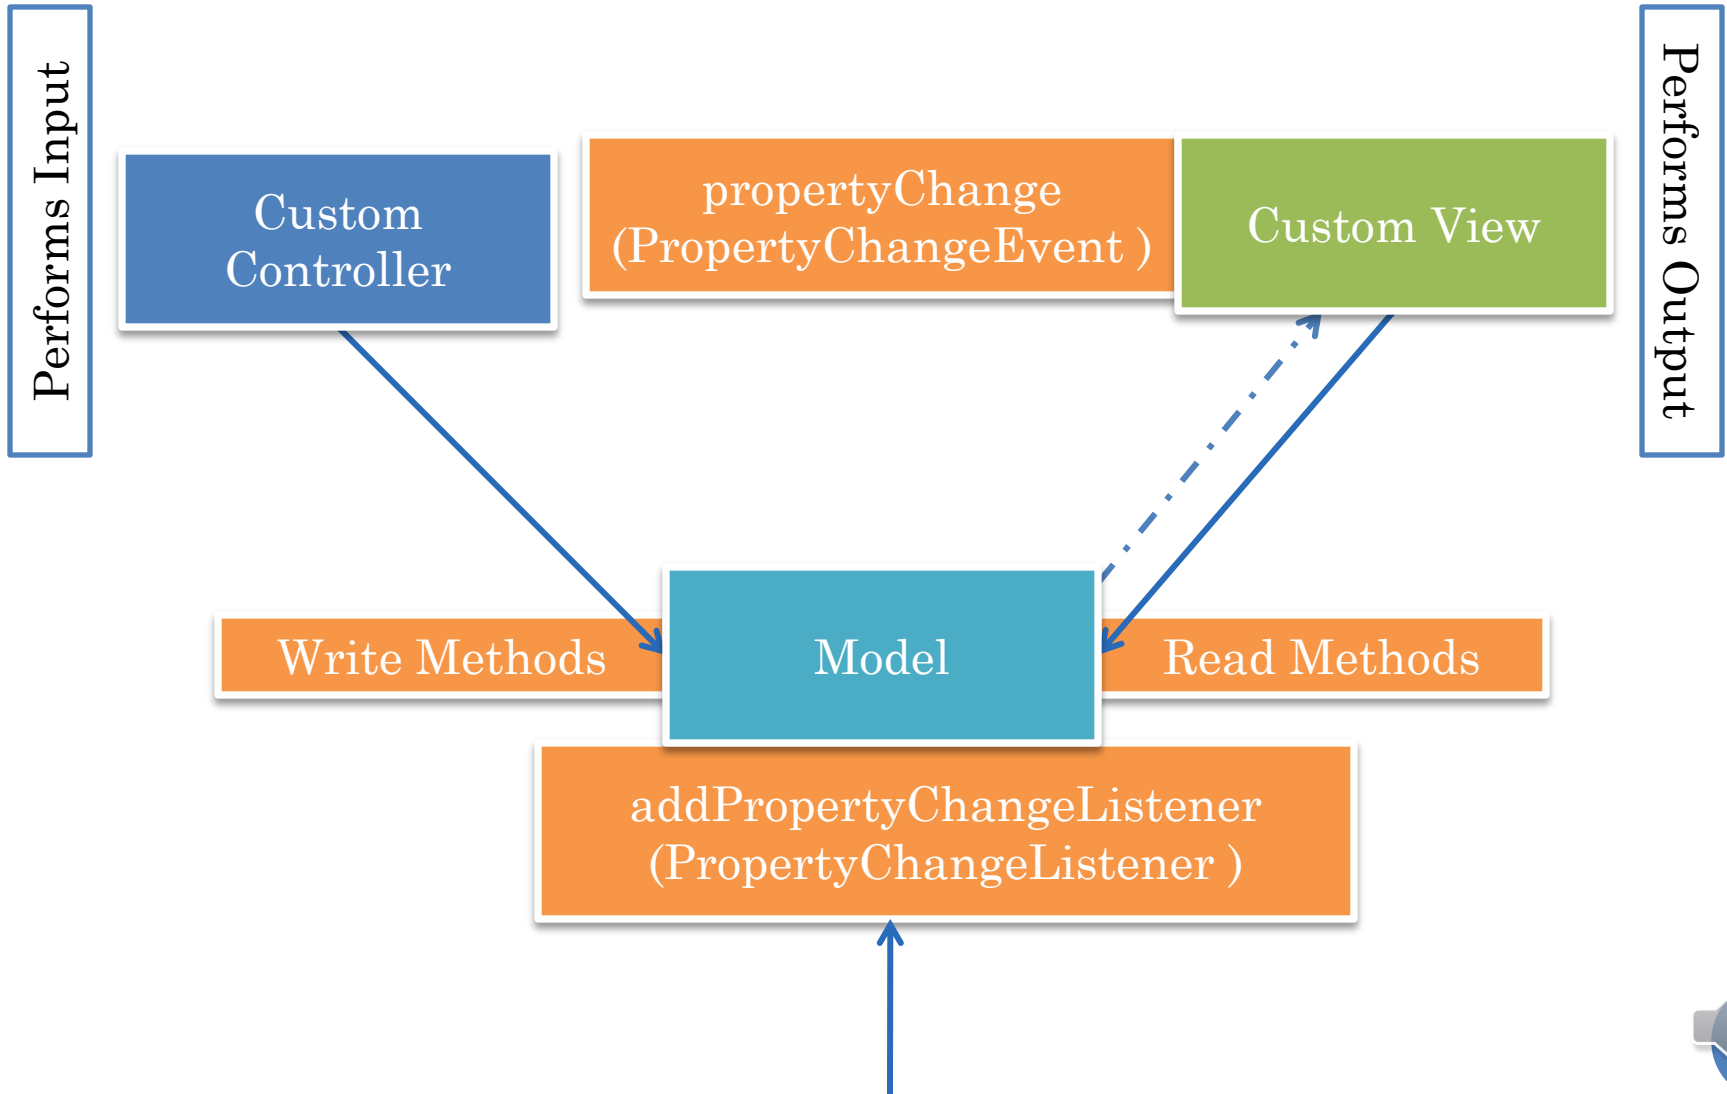 Performs Input
Custom
Controller
propertyChange
(PropertyChangeEvent )
Custom View
Performs Output
Write Methods
Model
Read Methods
addPropertyChangeListener
(PropertyChangeListener )